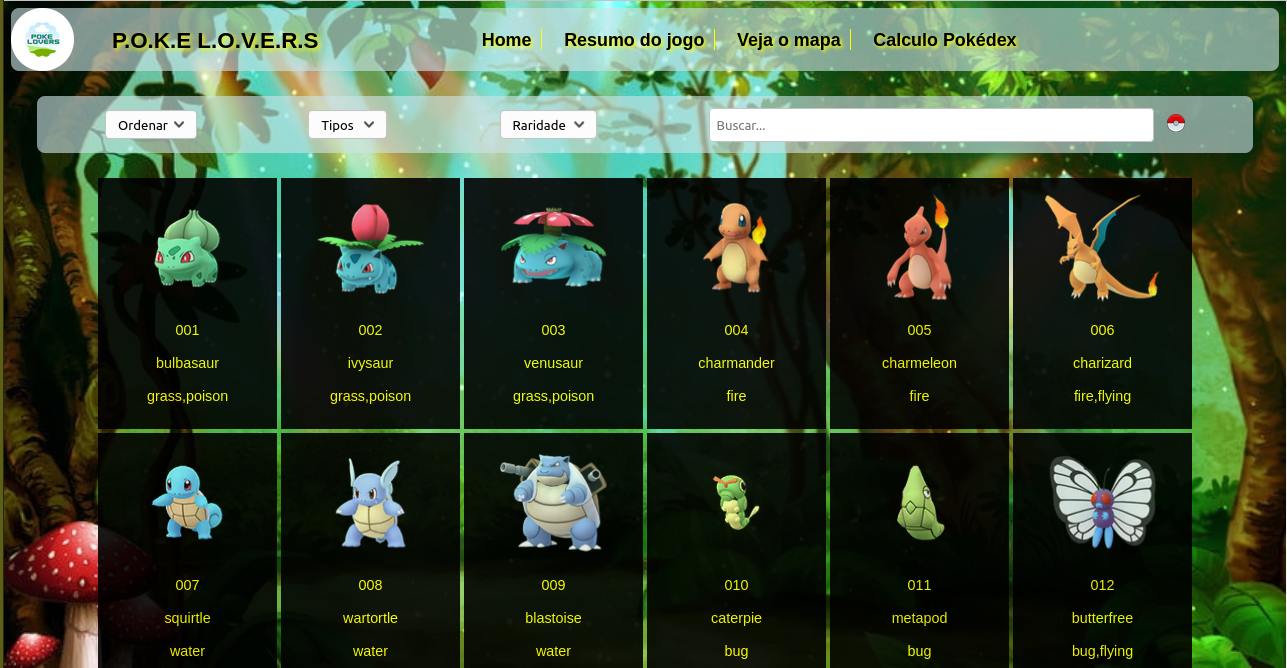 POKE
LOVERS
P.O.K.E L.O.V.E.R.S
Home
Resumo do jogo
Veja o mapa
Calculo Pokédex
Ordenar
Tipos
Raridade
Buscar...
001
bulbasaur
grass,poison
002
ivysaur
grass,poison
003
venusaur
grass,poison
004
charmander
fire
005
charmeleon
fire
006
charizard
fire,flying
007
squirtle
water
008
wartortle
water
009
blastoise
water
010
caterpie
bug
011
metapod
bug
012
butterfree
bug,flying